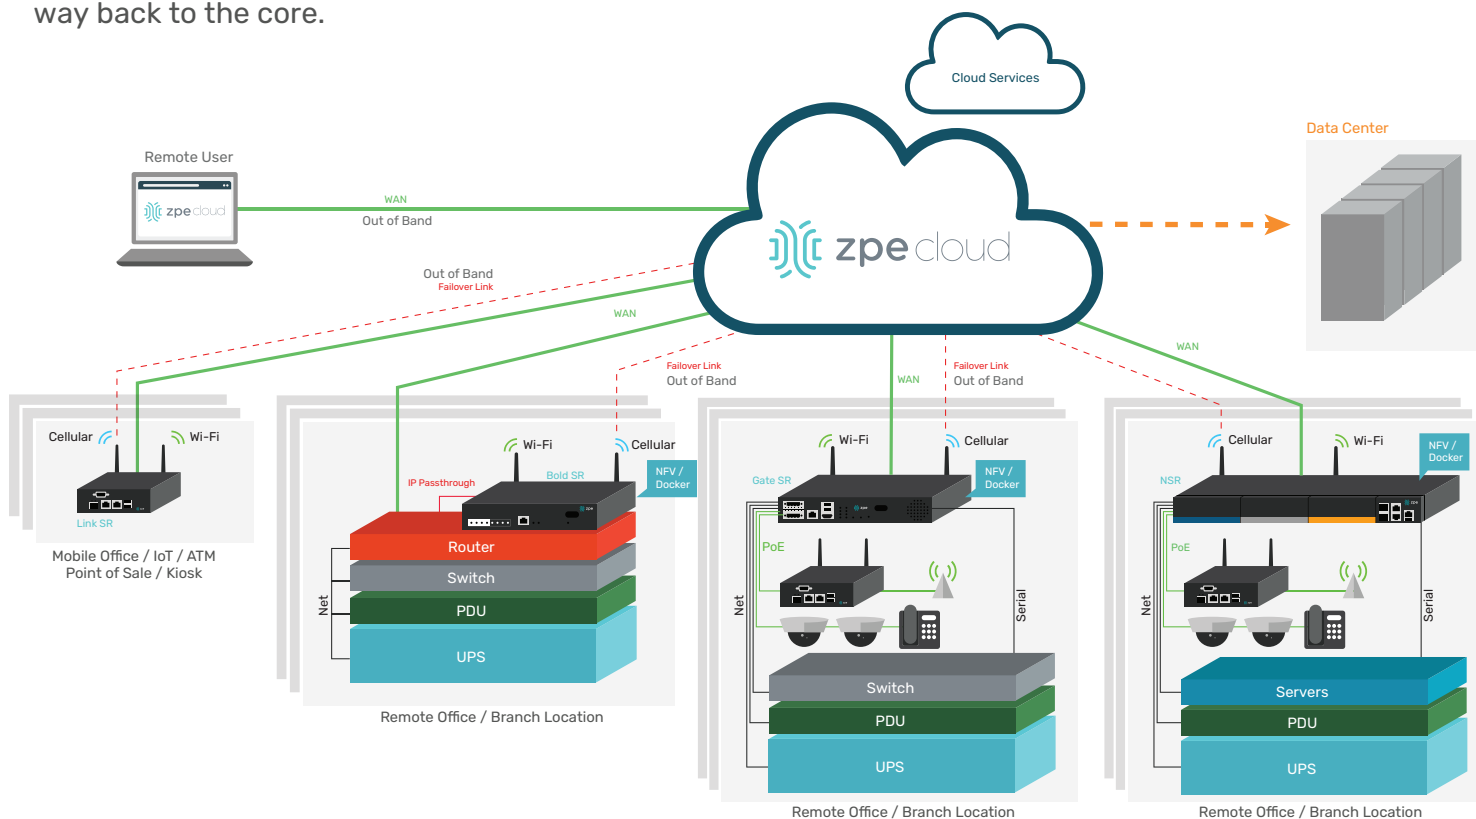 way back to the core.
Cloud Services
Data Center
Remote User
zpe cloud
WAN
Out of Band
zpe cloud
Out of Band
Failover Link
WAN
WAN
Failover Link
Out of Band
WAN
Failover Link
Out of Band
Cellular
Wi-Fi
Link SR
Mobile Office / IoT / ATM
Point of Sale / Kiosk
Wi-Fi
Cellular
IP Passthrough
Bold SR
NFV /
Docker
zpe
Router
Switch
PDU
UPS
Net
Remote Office / Branch Location
Wi-Fi
Cellular
Gate SR
NFV /
Docker
zpe
PoE
Net
Serial
Switch
PDU
UPS
Remote Office / Branch Location
Cellular
Wi-Fi
NFV /
Docker
NSR
zpe
PoE
Net
Serial
Servers
PDU
UPS
Remote Office / Branch Location